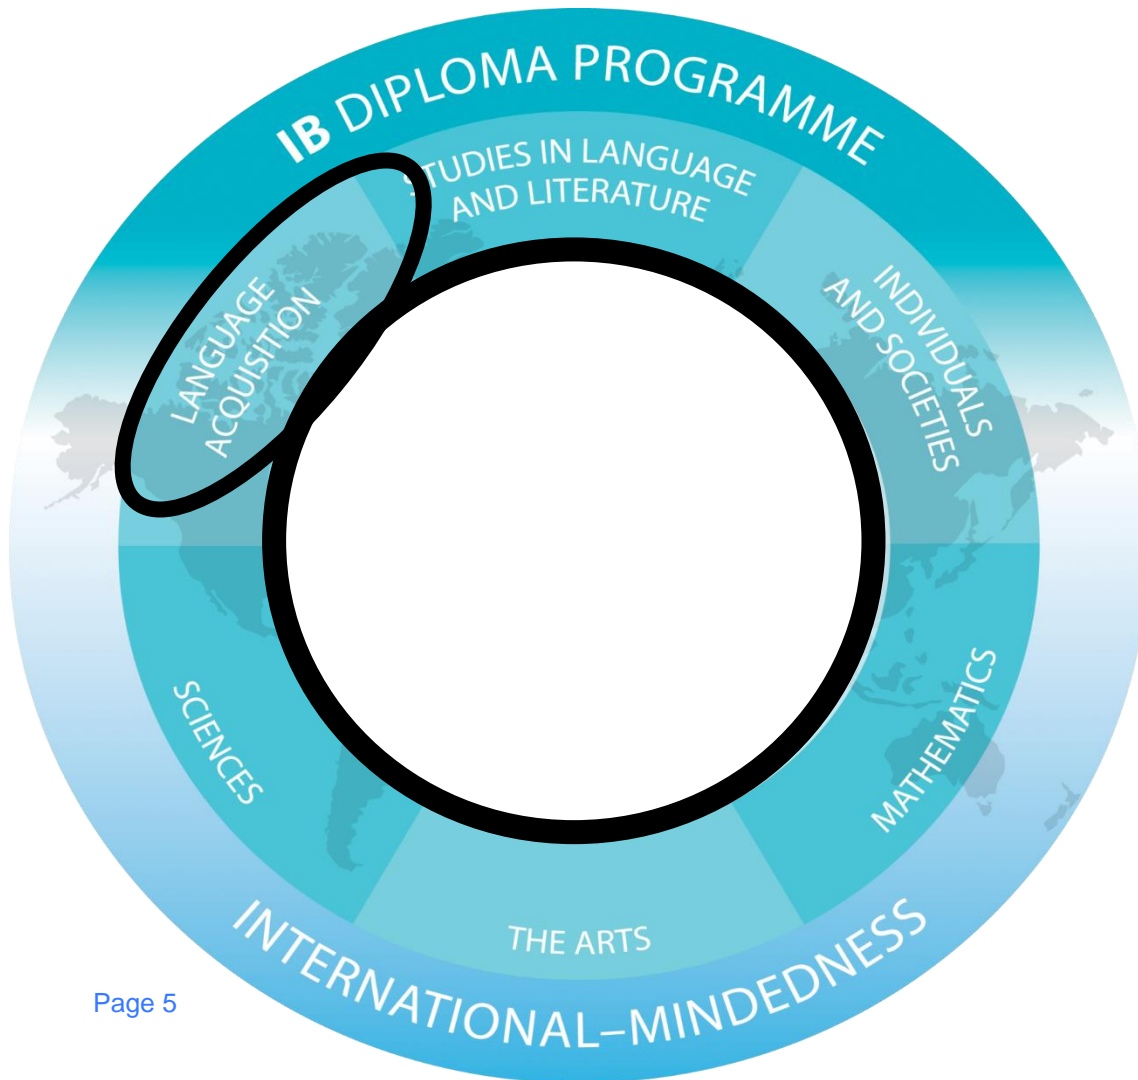 IB DIPLOMA PROGRAMME
STUDIES IN LANGUAGE
AND LITERATURE
LANGUAGE
ACQUISITION
INDIVIDUALS
AND SOCIETIES
SCIENCES
MATHEMATICS
THE ARTS
INTERNATIONAL–MINDEDNESS
Page 5